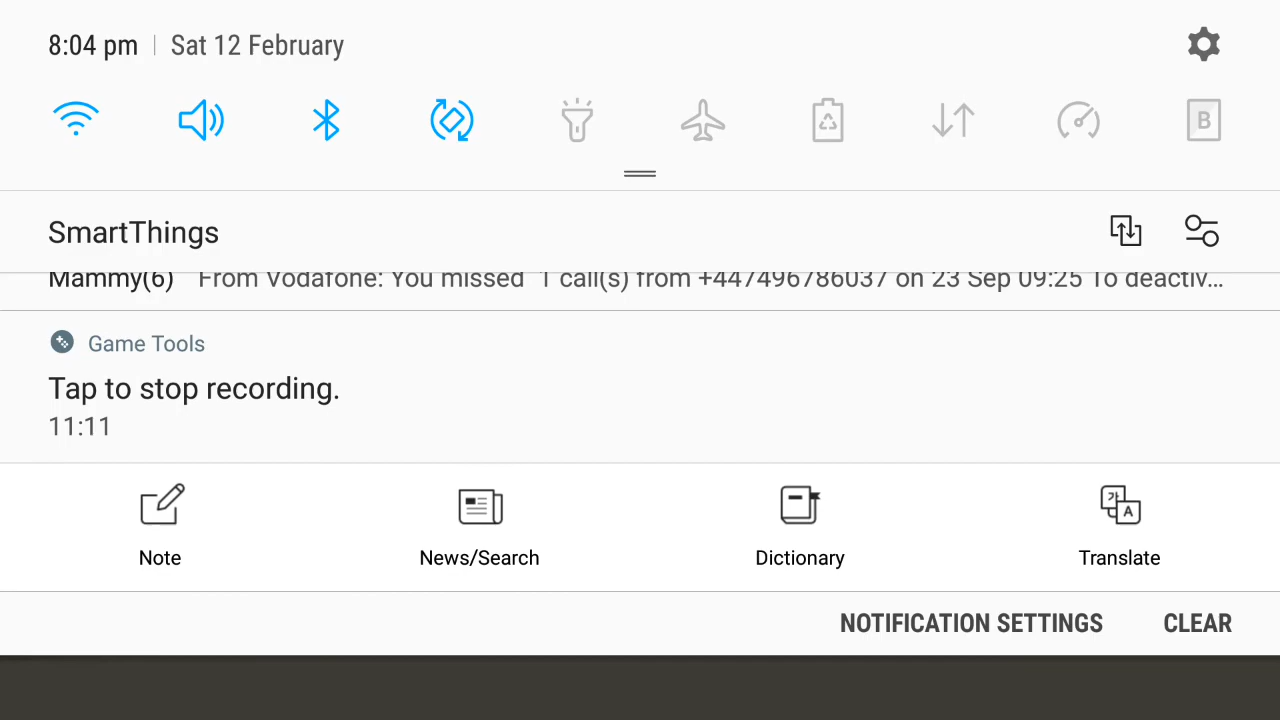 8:04 pm Sat 12 February
B
SmartThings
Mammy(6) From Vodafone: You missed 1 call(s) from +447496786037 on 23 Sep 09:25 To deactiv...
Game Tools
Tap to stop recording.
11:11
가 A
Note News/Search Dictionary Translate
NOTIFICATION SETTINGS CLEAR